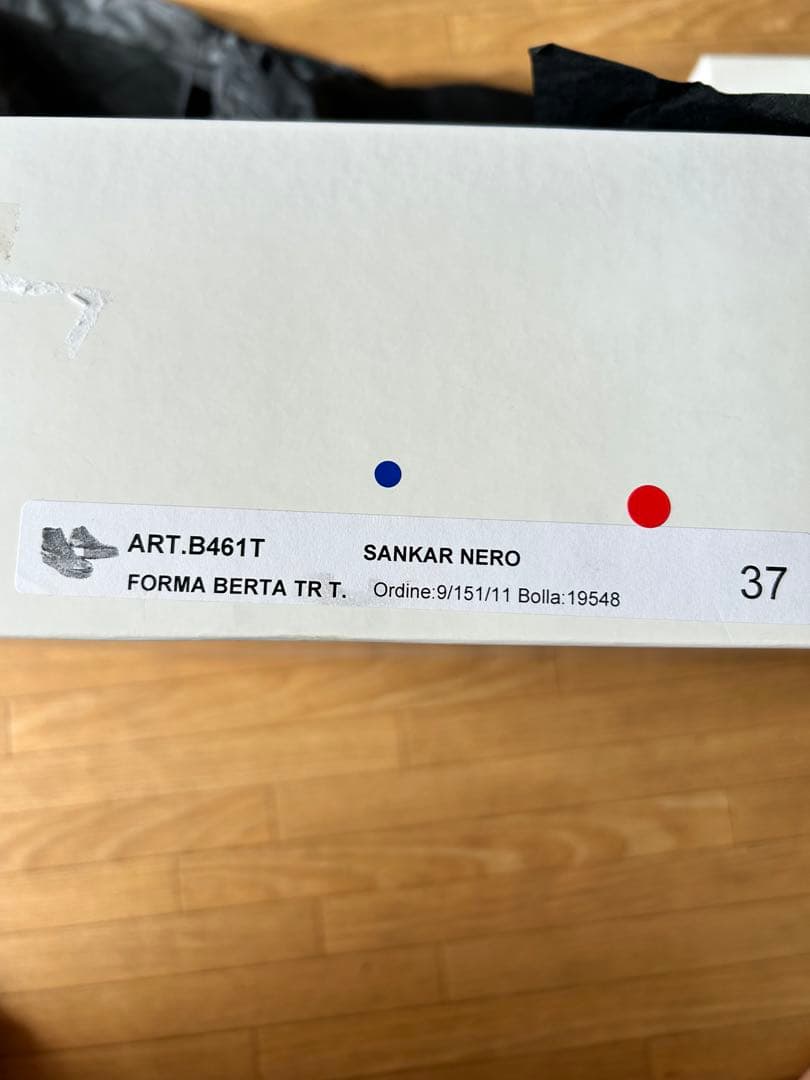 ART.B461T SANKAR NERO
FORMA BERTA TR T. Ordine:9/151/11 Bolla:19548 37